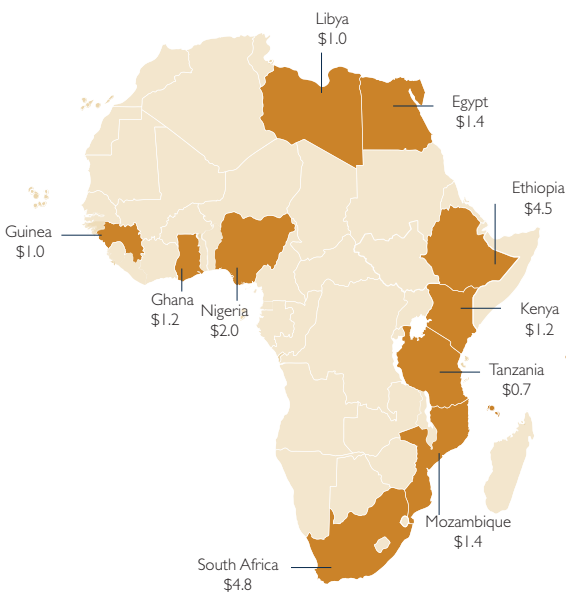 Libya
$1.0
Egypt
$1.4
Ethiopia
$4.5
Guinea
$1.0
Ghana
$1.2
Nigeria
$2.0
Kenya
$1.2
Tanzania
$0.7
Mozambique
$1.4
South Africa
$4.8